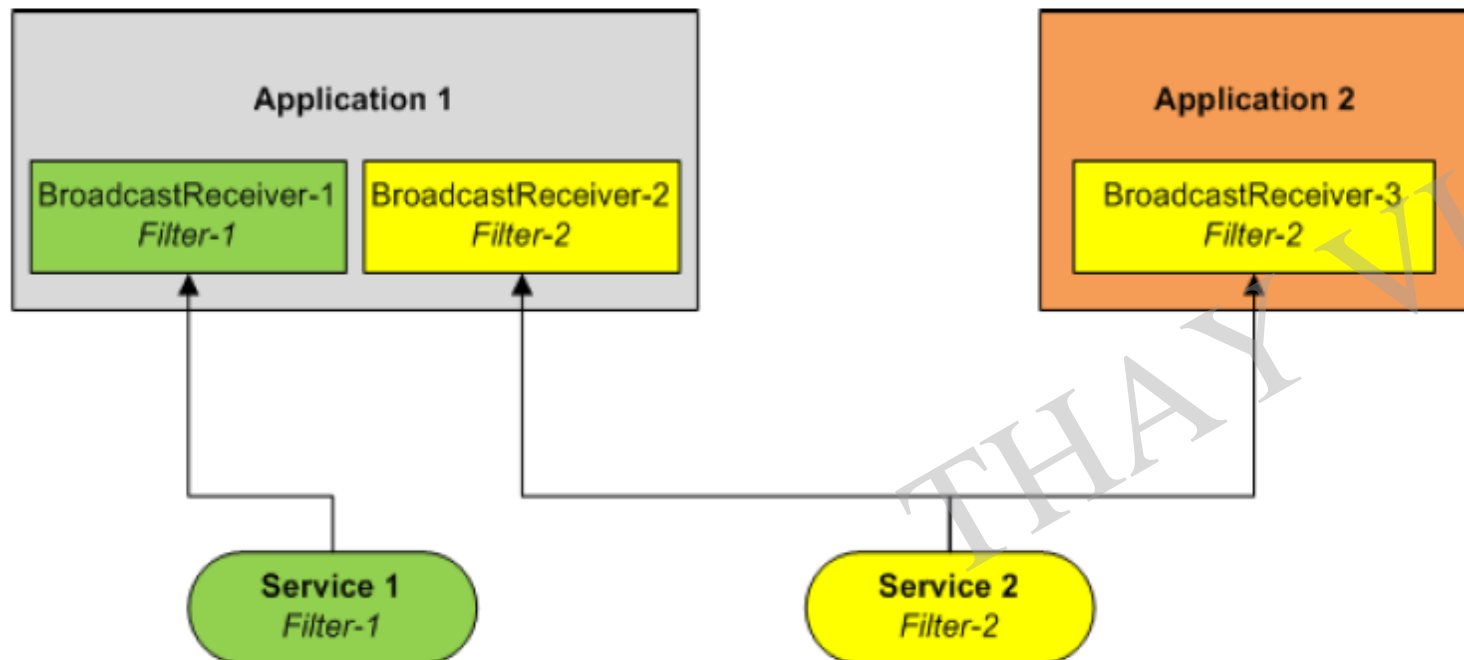 Application 1
Application 2
BroadcastReceiver-1
Filter-1
BroadcastReceiver-2
Filter-2
BroadcastReceiver-3
Filter-2
Service 1
Filter-1
Service 2
Filter-2
THAY